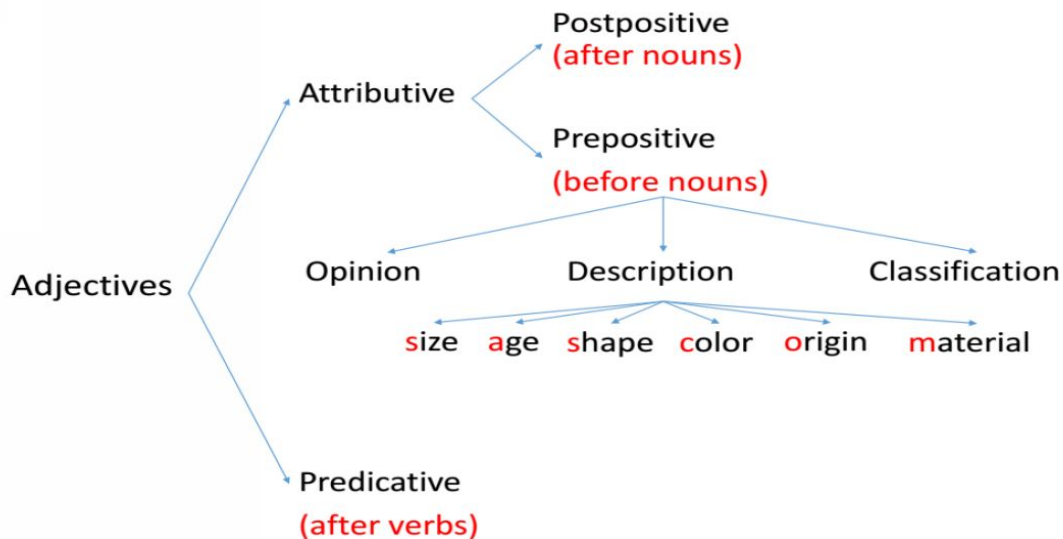 Postpositive
(after nouns)
Attributive
Prepositive
(before nouns)
Opinion Description Classification
Adjectives
size age shape color origin material
Predicative
(after verbs)